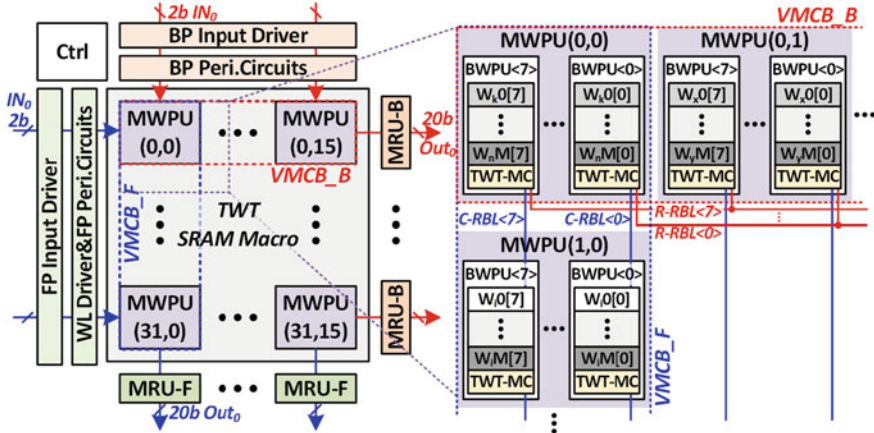 2b IN₀
Ctrl
BP Input Driver
BP Peri.Circuits
IN₀
2b
FP Input Driver
WL Driver&FP Peri.Circuits
MWPU
(0,0)
MWPU
(0,15)
MRU-B
20b
Out₀
VMCB_B
VMCB_F
TWT
SRAM Macro
MWPU
(31,0)
MWPU
(31,15)
MRU-B
MRU-F
MRU-F
20b Out₀
VMCB_B
MWPU(0,0)
MWPU(0,1)
BWPU<7>
BWPU<0>
BWPU<7>
BWPU<0>
Wₖ0[7]
Wₖ0[0]
Wₓ0[7]
Wₓ0[0]
WₙM[7]
WₙM[0]
WᵧM[7]
WᵧM[0]
TWT-MC
TWT-MC
TWT-MC
TWT-MC
C-RBL<7>
C-RBL<0>
R-RBL<7>
R-RBL<0>
MWPU(1,0)
BWPU<7>
BWPU<0>
Wᵢ0[7]
Wᵢ0[0]
WⱼM[7]
WⱼM[0]
TWT-MC
TWT-MC
VMCB_F